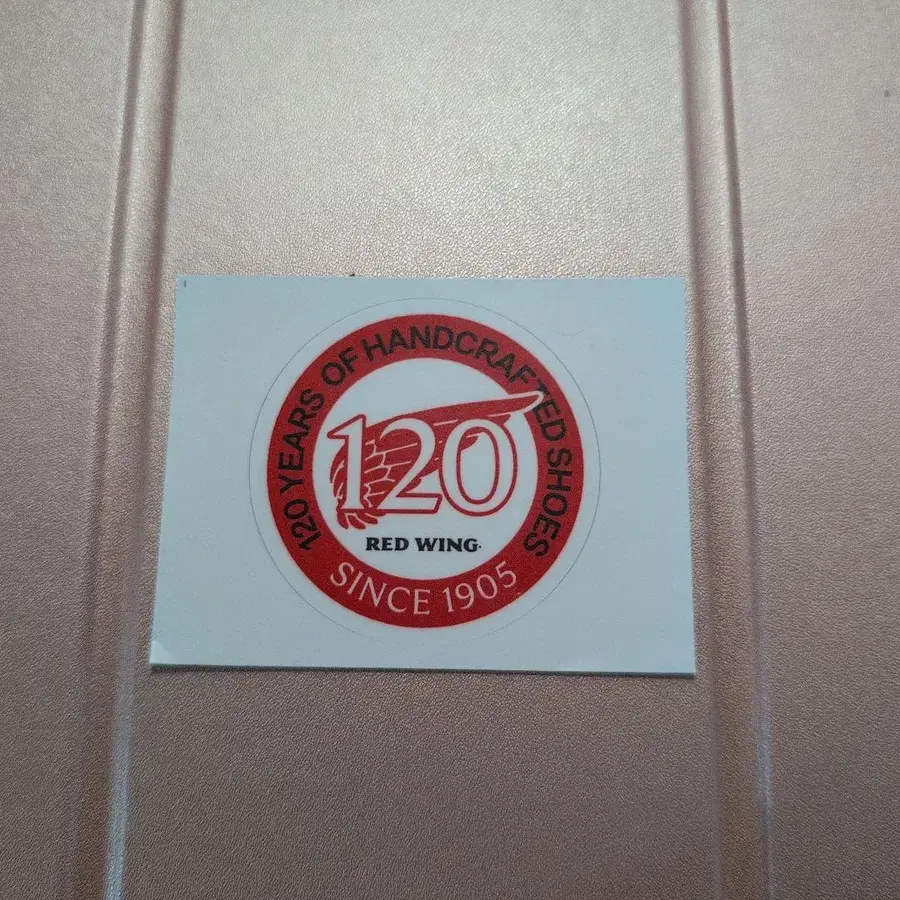 120 YEARS OF HANDCRAFTED SHOES
120
RED WING
SINCE 1905